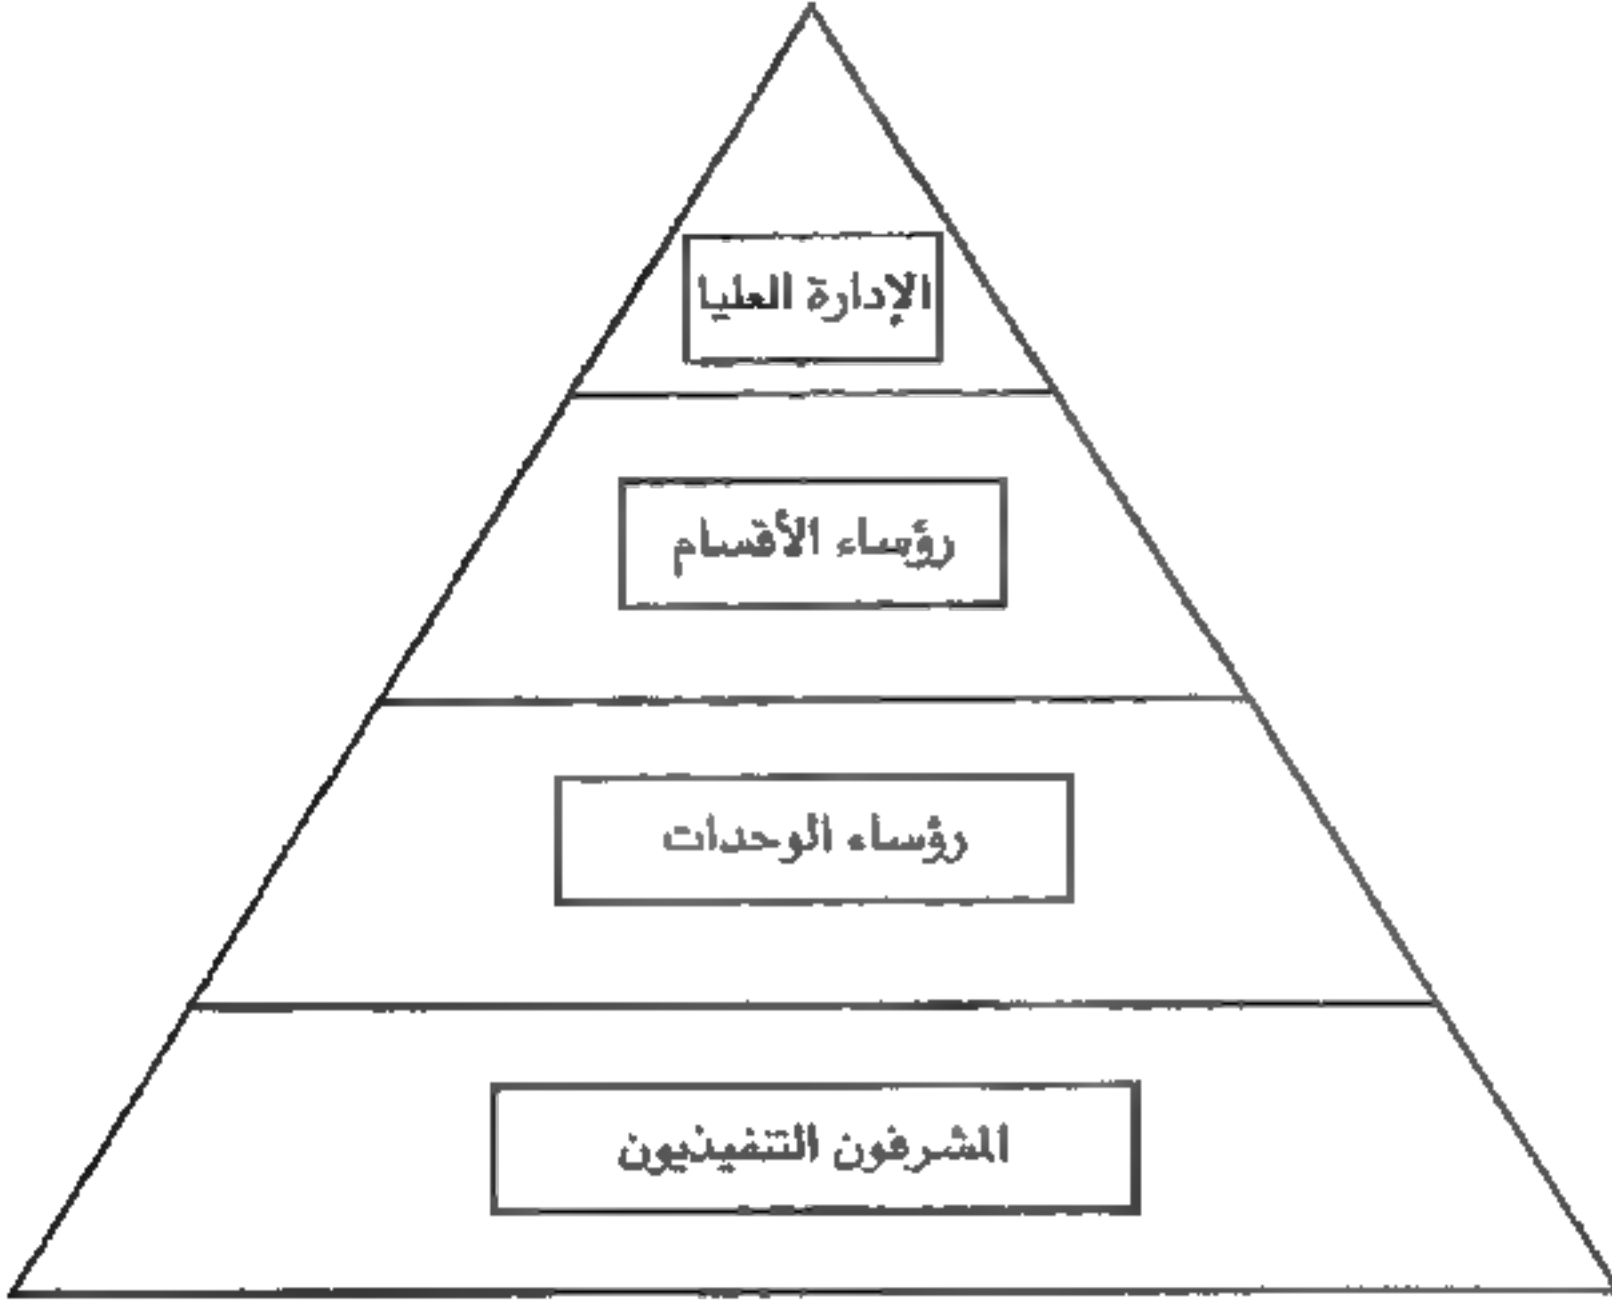 الإدارة العليا
رؤساء الأقسام
رؤساء الوحدات
المشرفون التنفيذيون